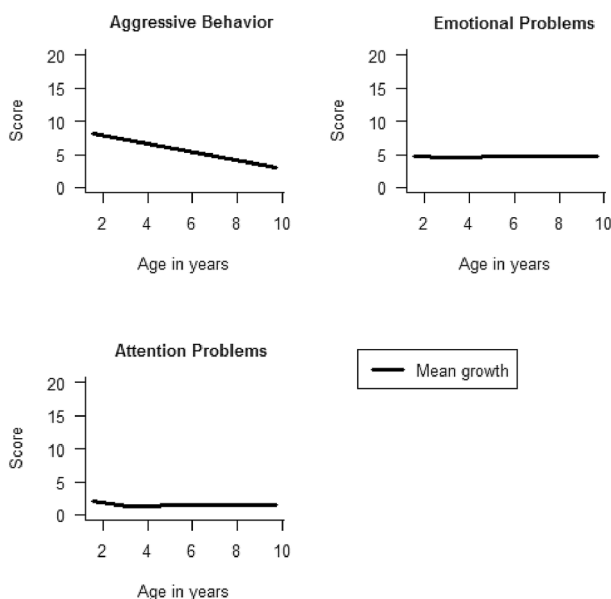 Aggressive Behavior
20
15
10
5
0
Score
2 4 6 8 10
Age in years
Emotional Problems
20
15
10
5
0
Score
2 4 6 8 10
Age in years
Attention Problems
20
15
10
5
0
Score
2 4 6 8 10
Age in years
Mean growth